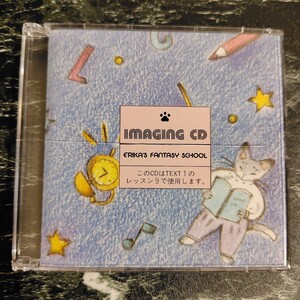 IMAGING CD
ERIKA'S FANTASY SCHOOL
このCDはTEXT1の
レッスン9で使用します。